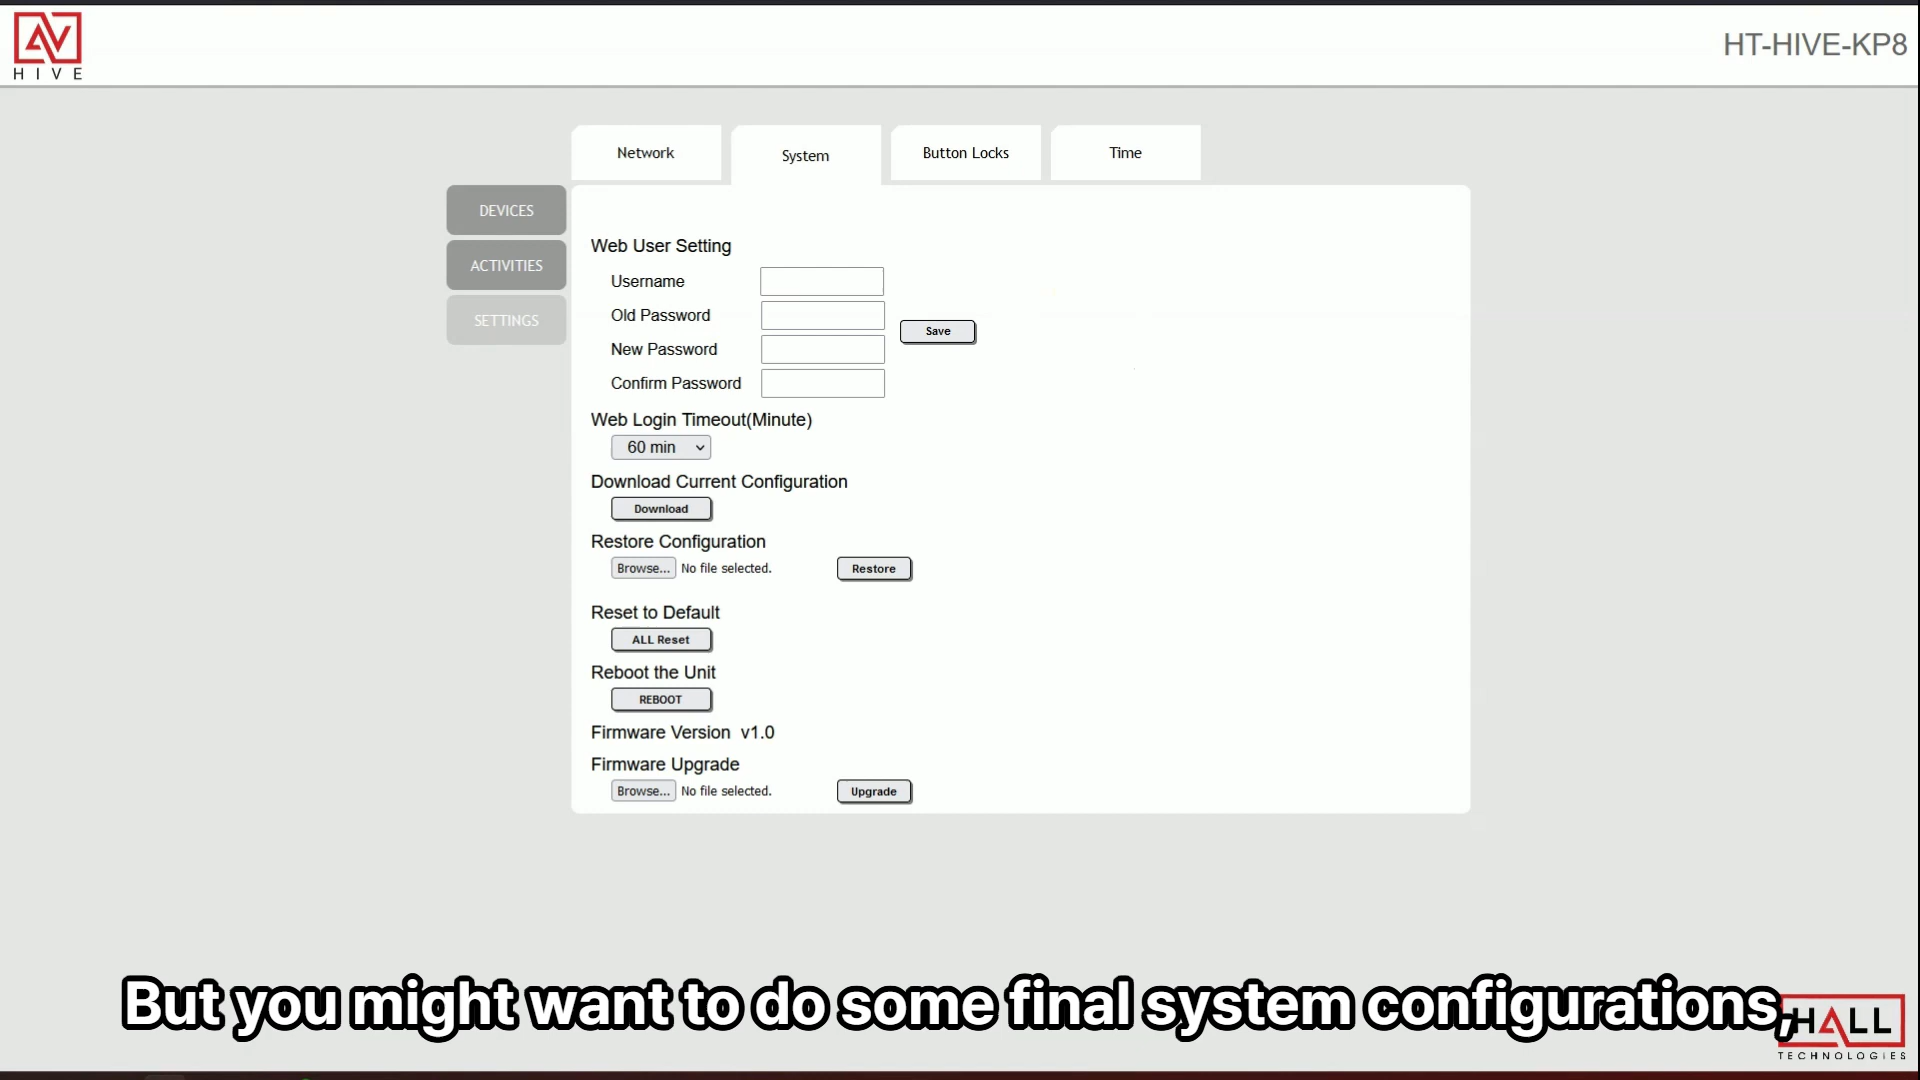 HIVE
HT-HIVE-KP8
Network
System
Button Locks
Time
DEVICES
ACTIVITIES
SETTINGS
Web User Setting
Username
Old Password
Save
New Password
Confirm Password
Web Login Timeout(Minute)
60 min
Download Current Configuration
Download
Restore Configuration
Browse... No file selected. Restore
Reset to Default
ALL Reset
Reboot the Unit
REBOOT
Firmware Version v1.0
Firmware Upgrade
Browse... No file selected. Upgrade
But you might want to do some final system configurations,
HALL
TECHNOLOGIES